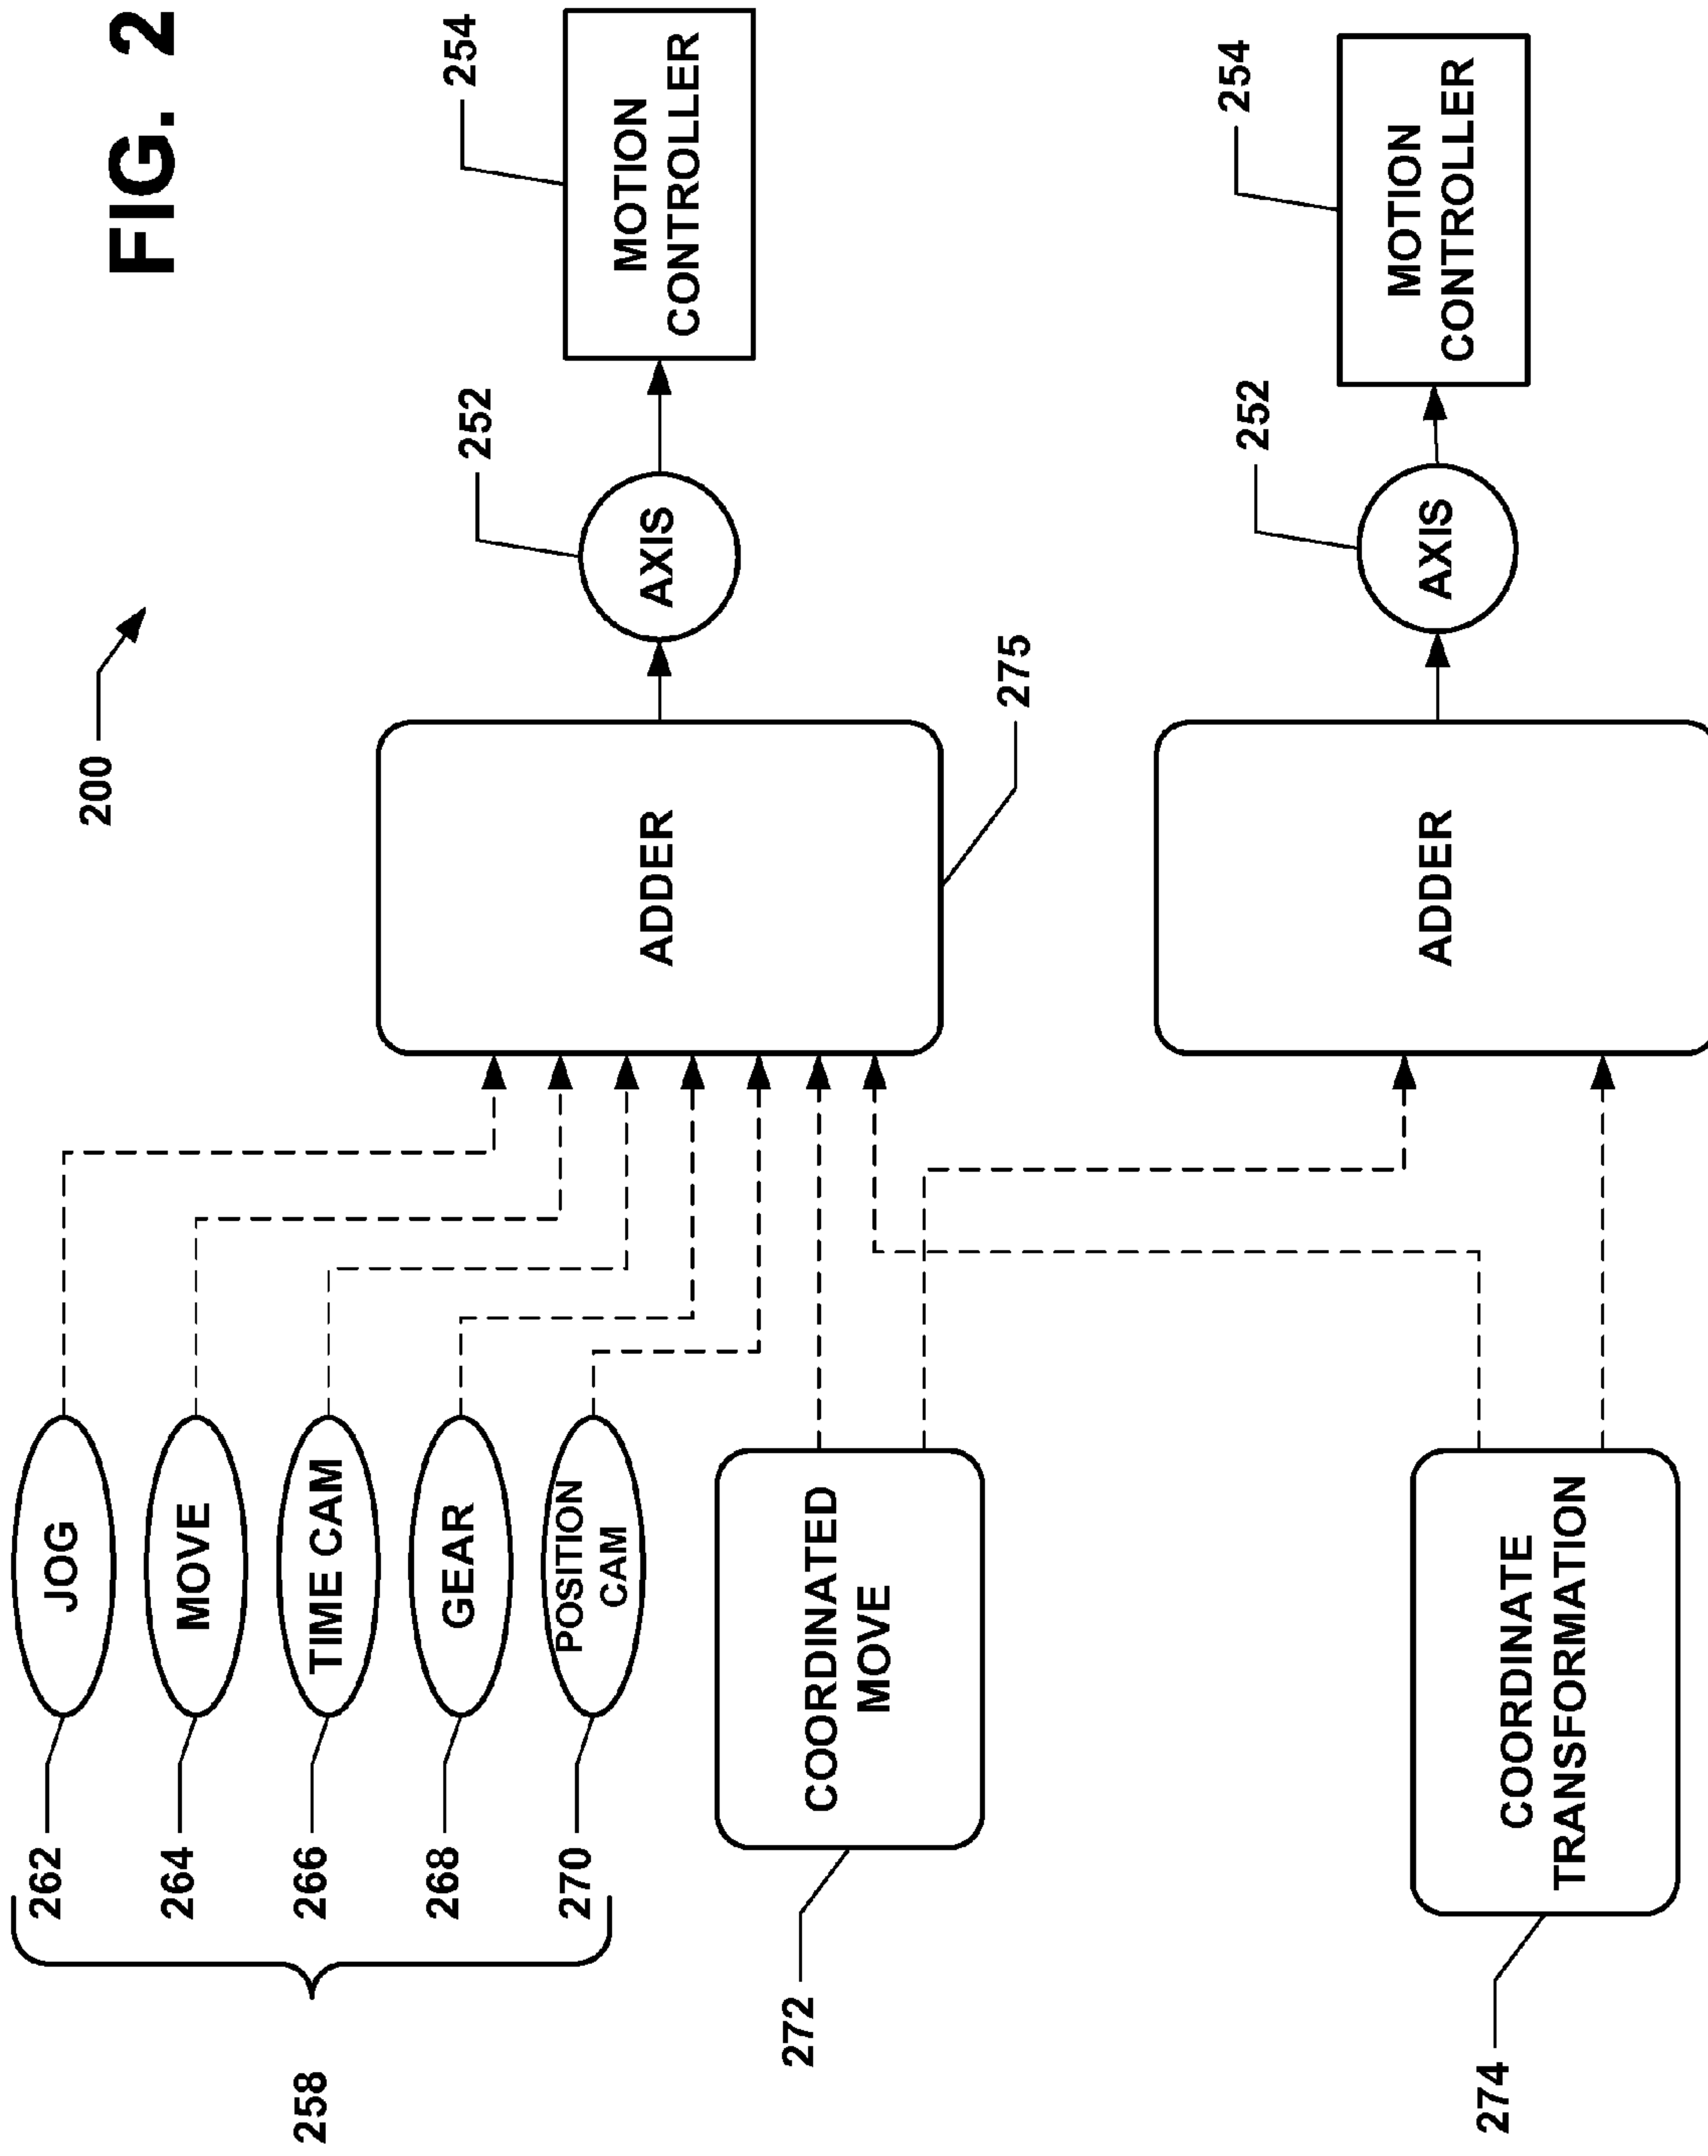 FIG. 2
200
258
262
JOG
264
MOVE
266
TIME CAM
268
GEAR
270
POSITION
CAM
272
COORDINATED
MOVE
ADDER
275
252
AXIS
254
MOTION
CONTROLLER
274
COORDINATE
TRANSFORMATION
ADDER
252
AXIS
254
MOTION
CONTROLLER